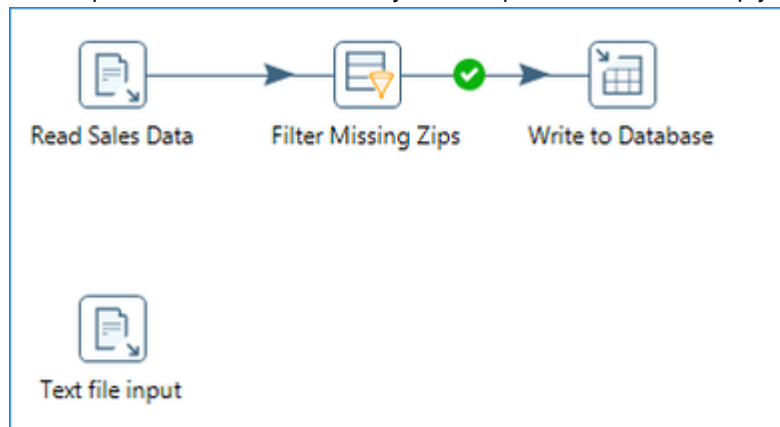 Read Sales Data
Filter Missing Zips
Write to Database
Text file input